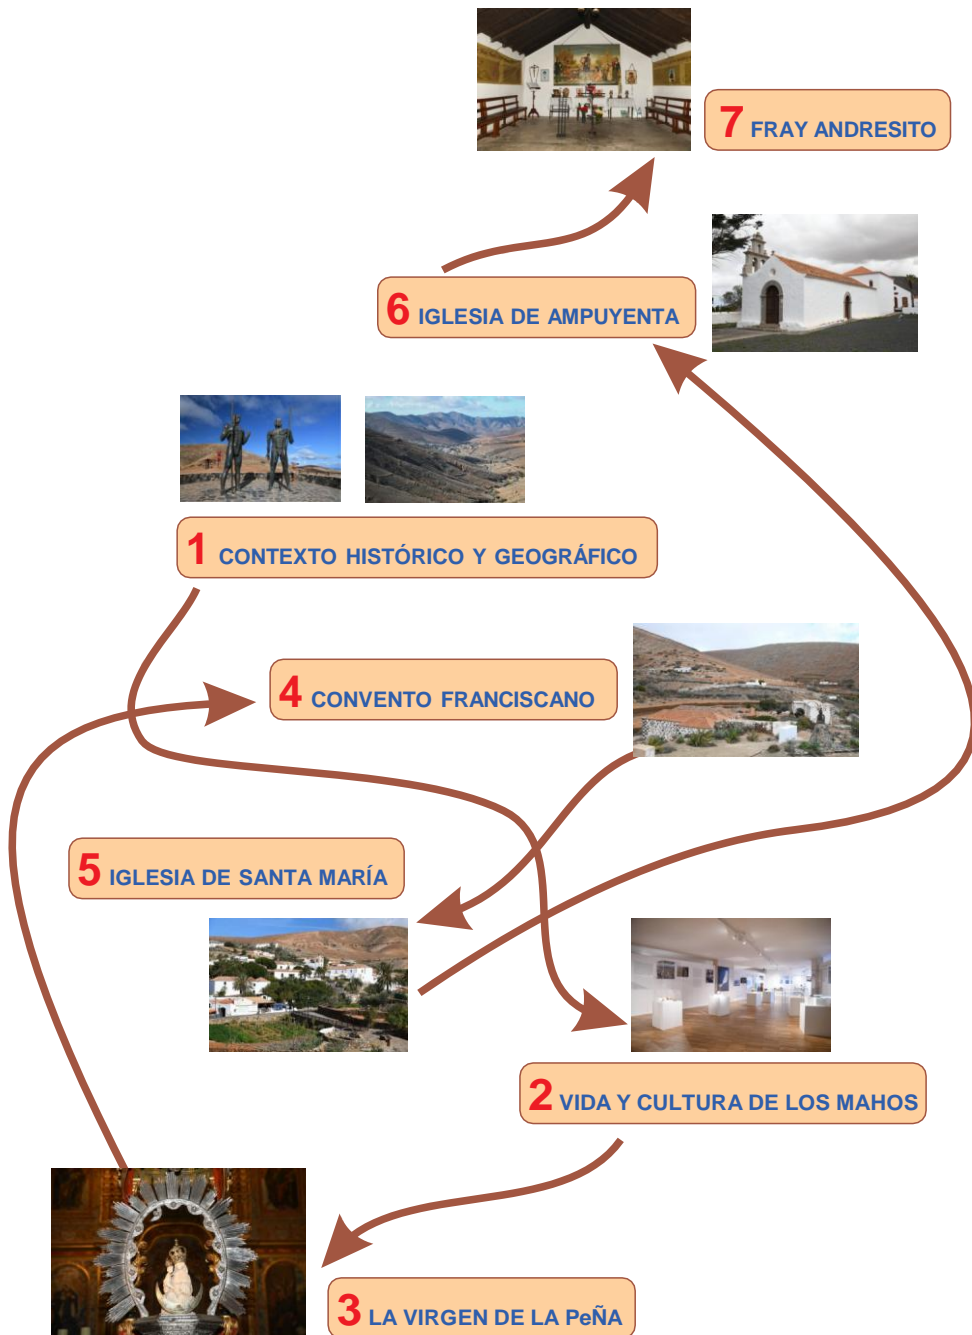 7 FRAY ANDRESITO
6 IGLESIA DE AMPUYENTA
1 CONTEXTO HISTÓRICO Y GEOGRÁFICO
4 CONVENTO FRANCISCANO
5 IGLESIA DE SANTA MARÍA
2 VIDA Y CULTURA DE LOS MAHOS
3 LA VIRGEN DE LA PeÑA